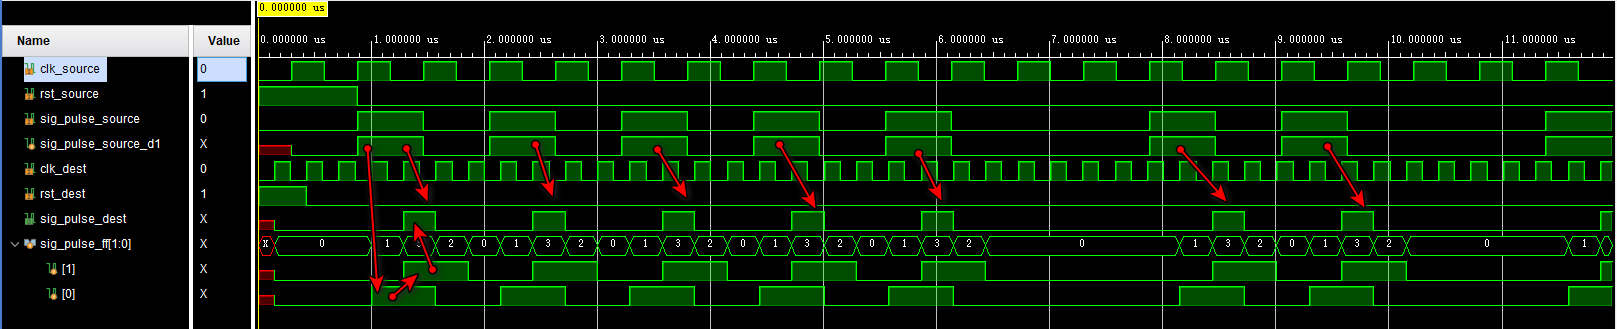 0.000000 us
Name Value
0.000000 us 1.000000 us 2.000000 us 3.000000 us 4.000000 us 5.000000 us 6.000000 us 7.000000 us 8.000000 us 9.000000 us 10.000000 us 11.000000 us
clk_source 0
rst_source 1
sig_pulse_source 0
sig_pulse_source_d1 X
clk_dest 0
rst_dest 1
sig_pulse_dest X
sig_pulse_ff[1:0] X X 0 1 3 2 0 1 3 2 0 1 3 2 0 1 3 2 0 1 3 2 0 1 3 2 0 1 3 2 0 1
[1] X
[0] X